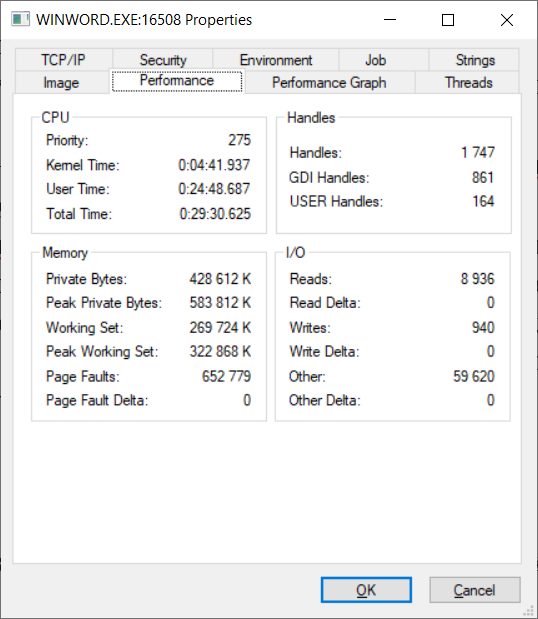 WINWORD.EXE:16508 Properties
TCP/IP Security Environment Job Strings
Image Performance Performance Graph Threads
CPU
Priority: 275
Kernel Time: 0:04:41.937
User Time: 0:24:48.687
Total Time: 0:29:30.625
Handles
Handles: 1 747
GDI Handles: 861
USER Handles: 164
Memory
Private Bytes: 428 612 K
Peak Private Bytes: 583 812 K
Working Set: 269 724 K
Peak Working Set: 322 868 K
Page Faults: 652 779
Page Fault Delta: 0
I/O
Reads: 8 936
Read Delta: 0
Writes: 940
Write Delta: 0
Other: 59 620
Other Delta: 0
OK Cancel